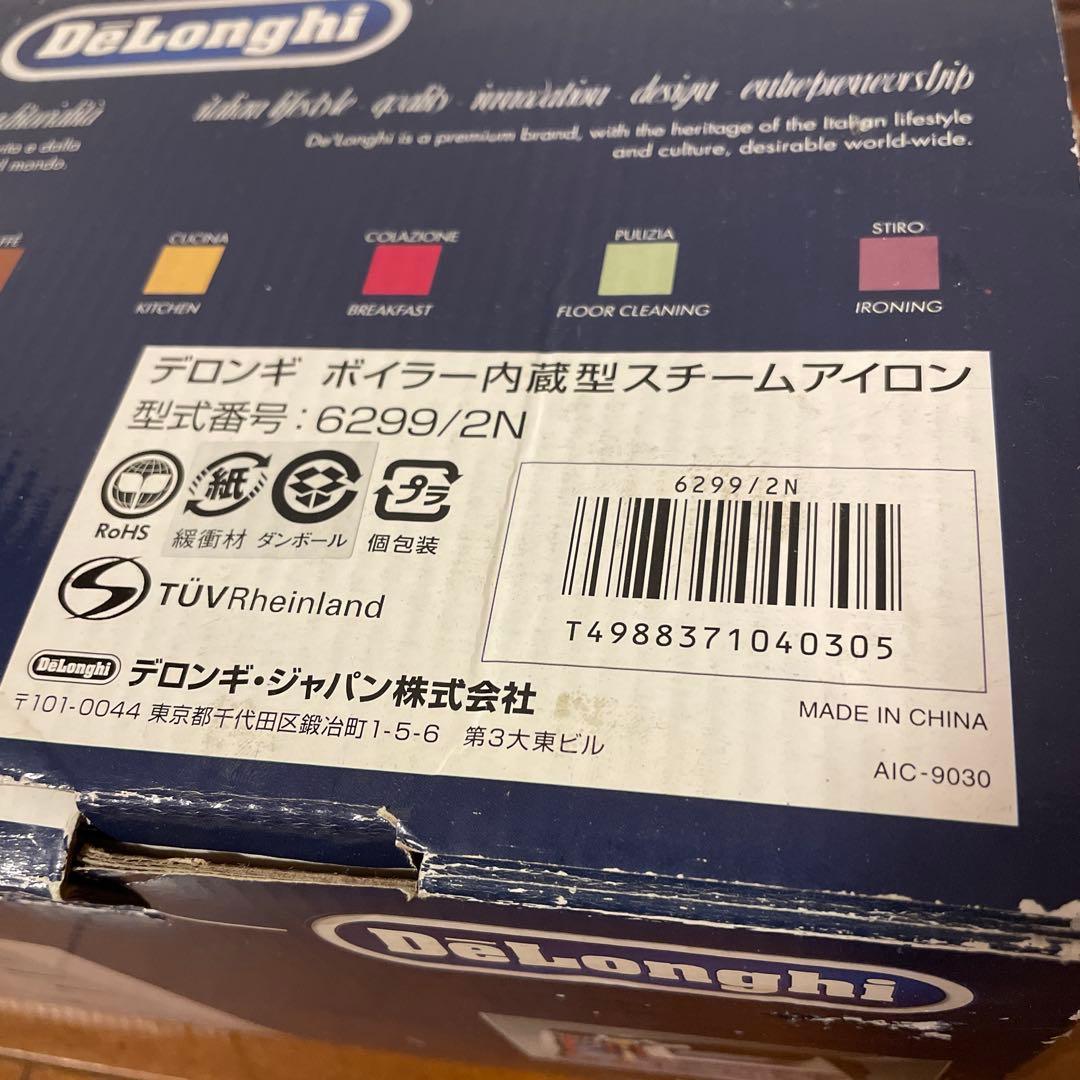 DēLonghi
italian lifestyle quality innovation design entrepreneurship
De'Longhi is a premium brand, with the heritage of the Italian lifestyle
and culture, desirable world-wide.
il mondo.
CUCINA
COLAZIONE
PULIZIA
STIRO
KITCHEN
BREAKFAST
FLOOR CLEANING
IRONING
デロンギ ボイラー内蔵型スチームアイロン
型式番号:6299/2N
RoHS
紙
緩衝材
ダンボール
プラ
個包装
6299/2N
T4988371040305
TÜVRheinland
DēLonghi デロンギ・ジャパン株式会社
〒101-0044 東京都千代田区鍛冶町1-5-6 第3大東ビル
MADE IN CHINA
AIC-9030
DēLonghi